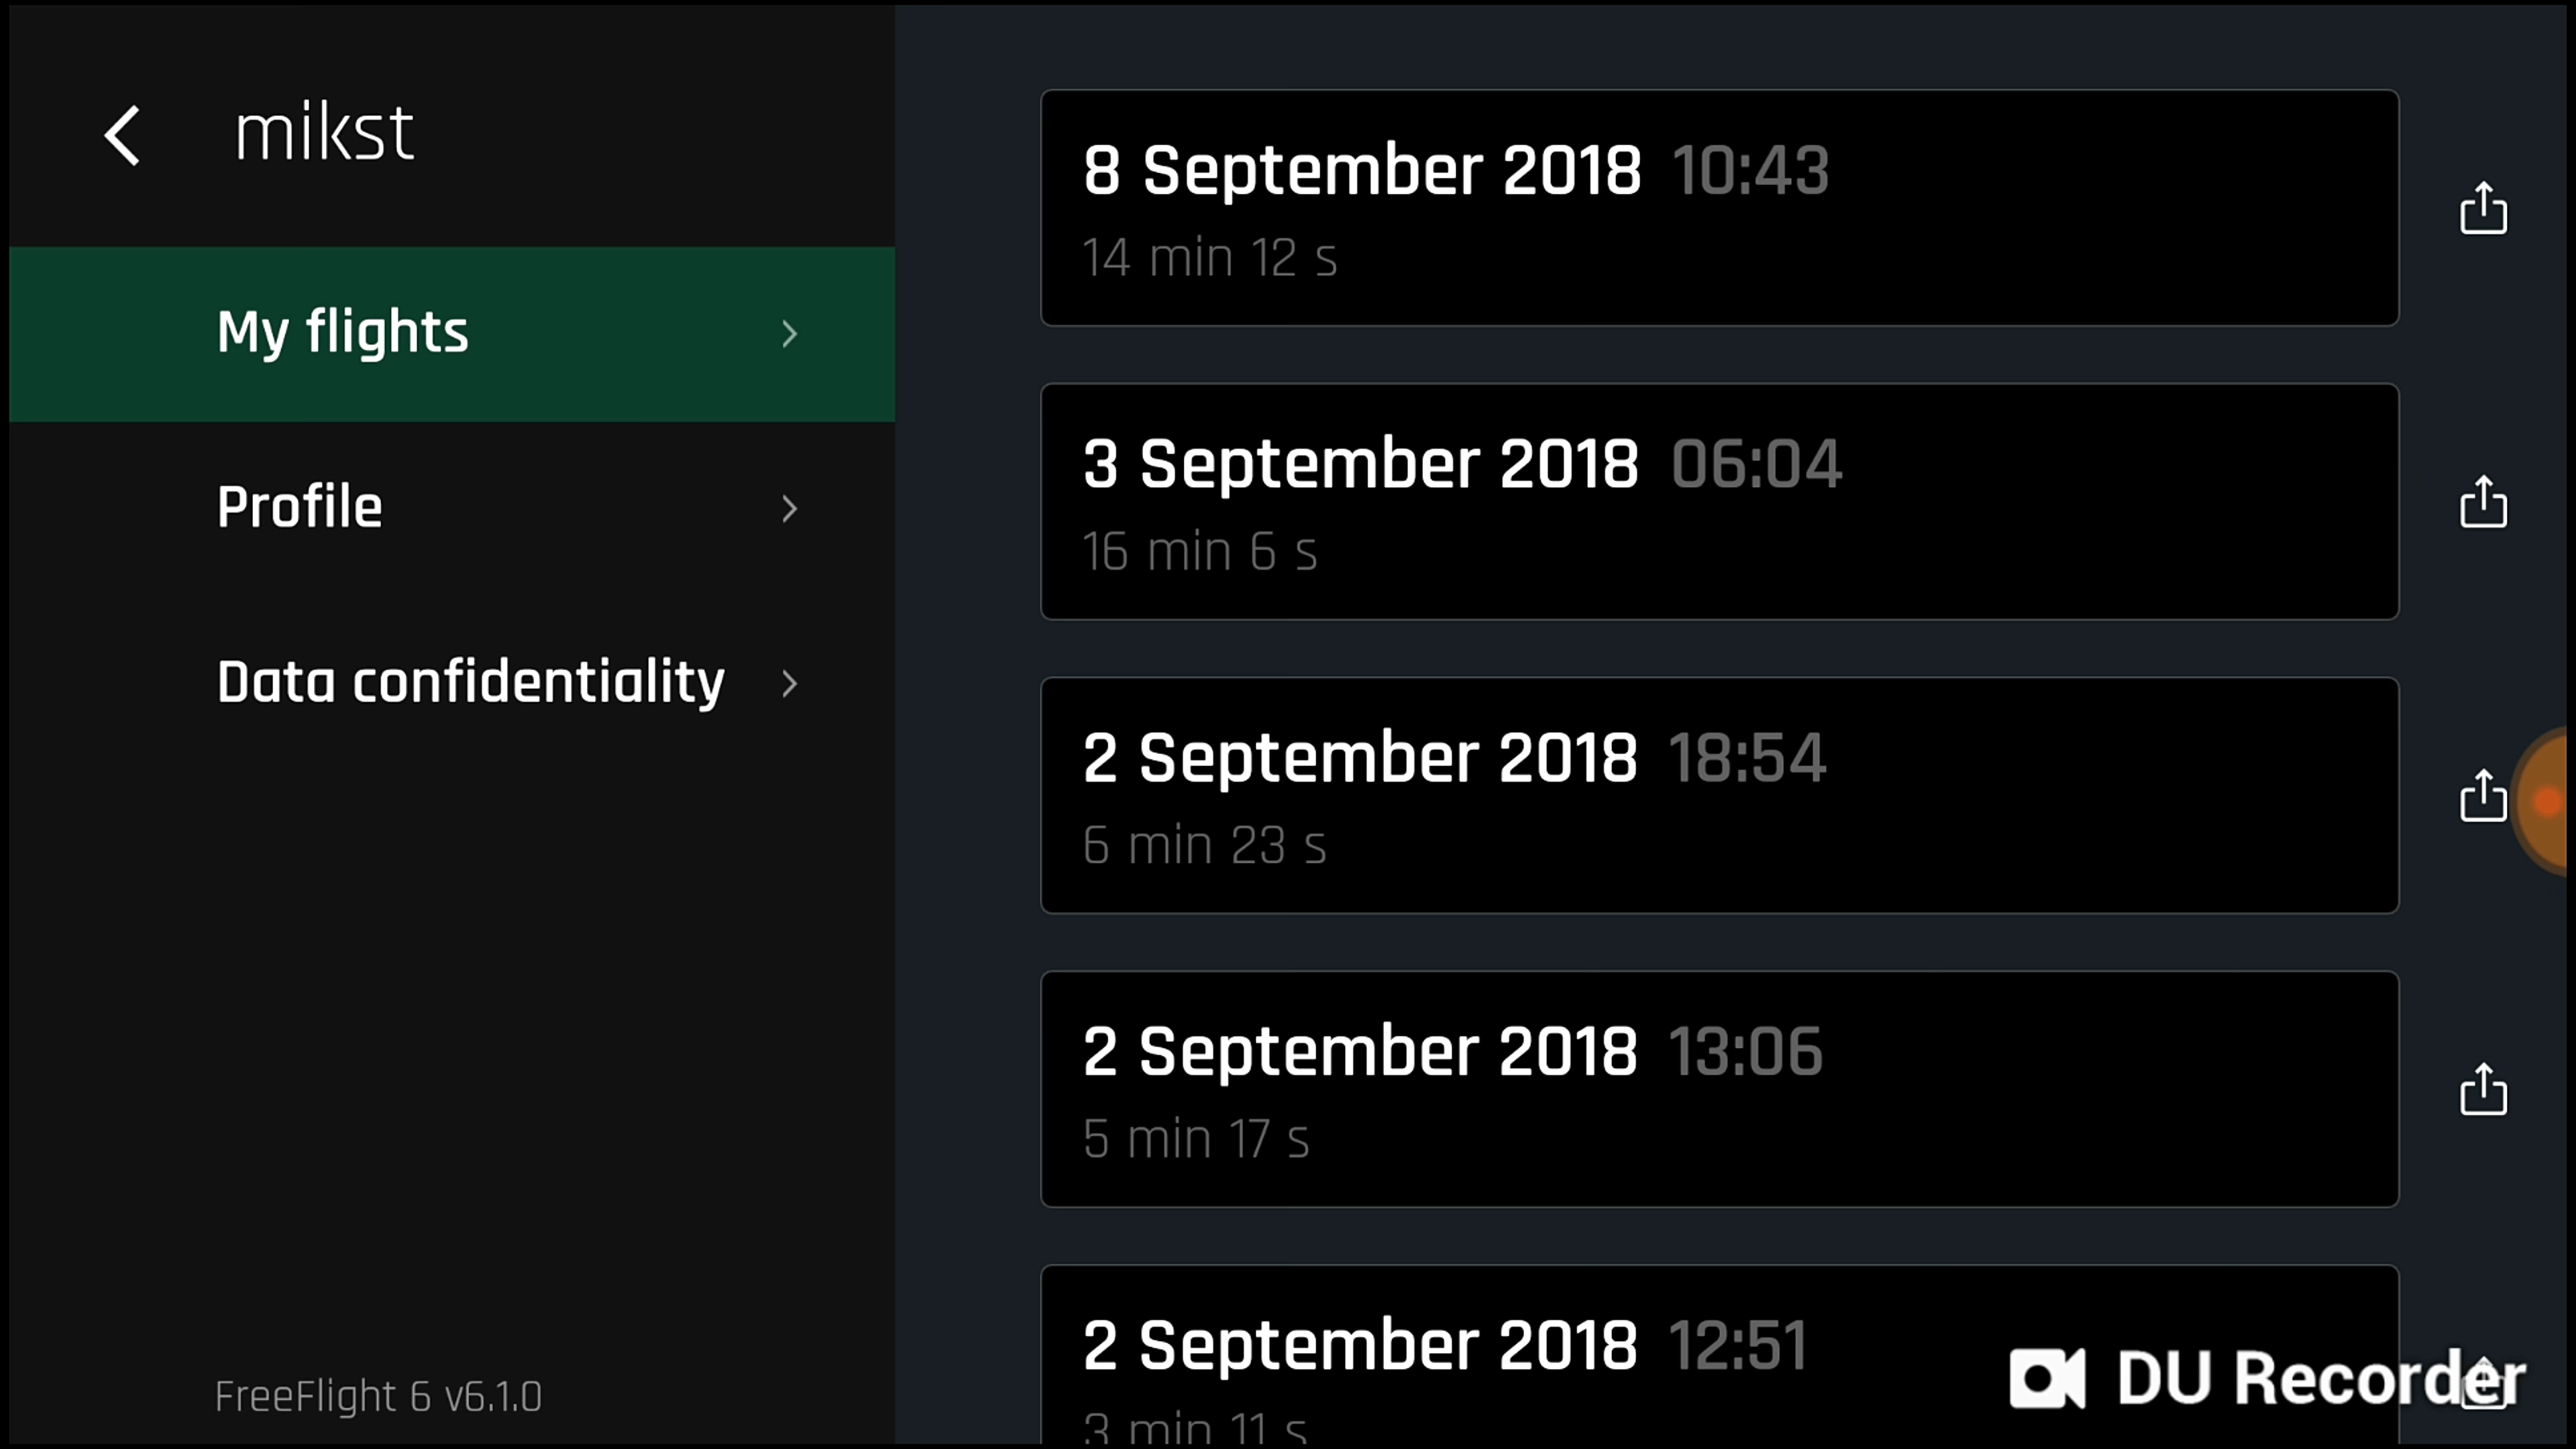 mikst
My flights
Profile
Data confidentiality
FreeFlight 6 v6.1.0
8 September 2018 10:43
14 min 12 s
3 September 2018 06:04
16 min 6 s
2 September 2018 18:54
6 min 23 s
2 September 2018 13:06
5 min 17 s
2 September 2018 12:51
3 min 11 s
DU Recorder